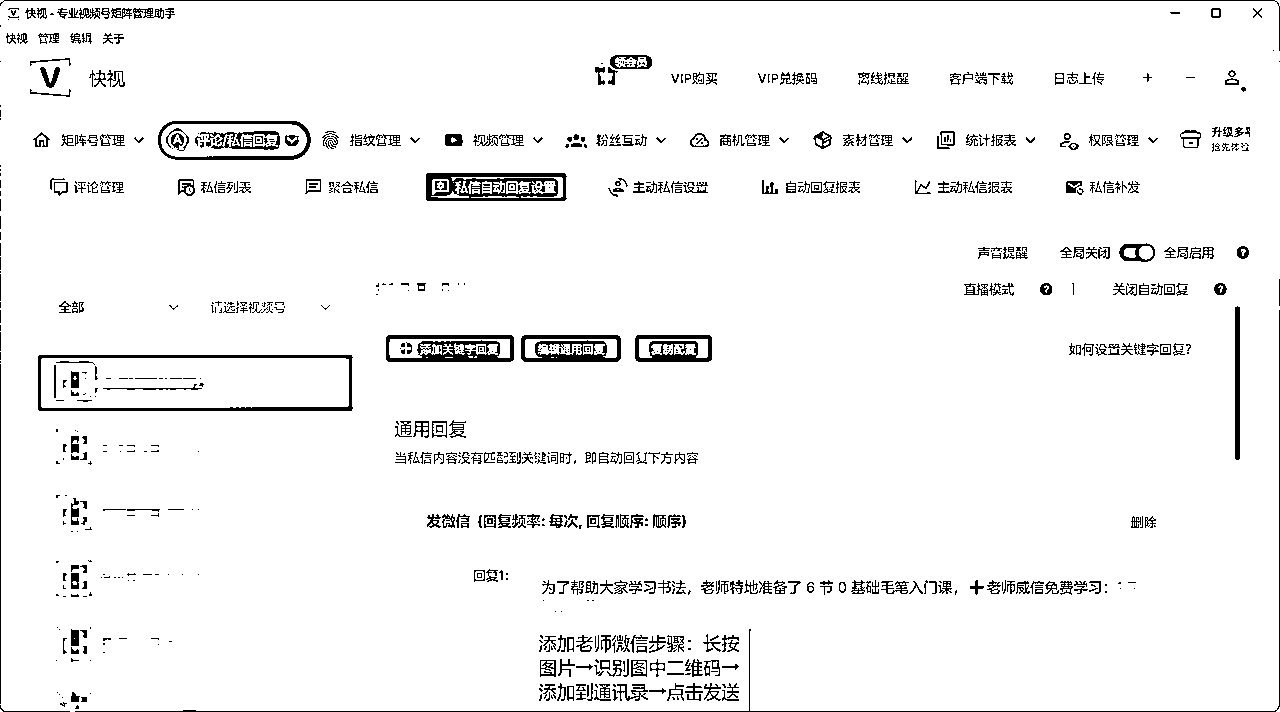 快视 - 专业视频号矩阵管理助手
快视 管理 编辑 关于
快视 领会员 VIP购买 VIP兑换码 离线提醒 客户端下载 日志上传
矩阵号管理 评论/私信回复 指纹管理 视频管理 粉丝互动 商机管理 素材管理 统计报表 权限管理 升级多号
抢先体验
评论管理 私信列表 聚合私信 私信自动回复设置 主动私信设置 自动回复报表 主动私信报表 私信补发
声音提醒 全局关闭 全局启用
直播模式 关闭自动回复
全部 请选择视频号
添加关键字回复 编辑通用回复 复制配置 如何设置关键字回复?
通用回复
当私信内容没有匹配到关键词时，即自动回复下方内容
发微信 (回复频率: 每次, 回复顺序: 顺序) 删除
回复1: 为了帮助大家学习书法，老师特地准备了 6 节 0 基础毛笔入门课，➕老师威信免费学习：
添加老师微信步骤：长按
图片→识别图中二维码→
添加到通讯录→点击发送